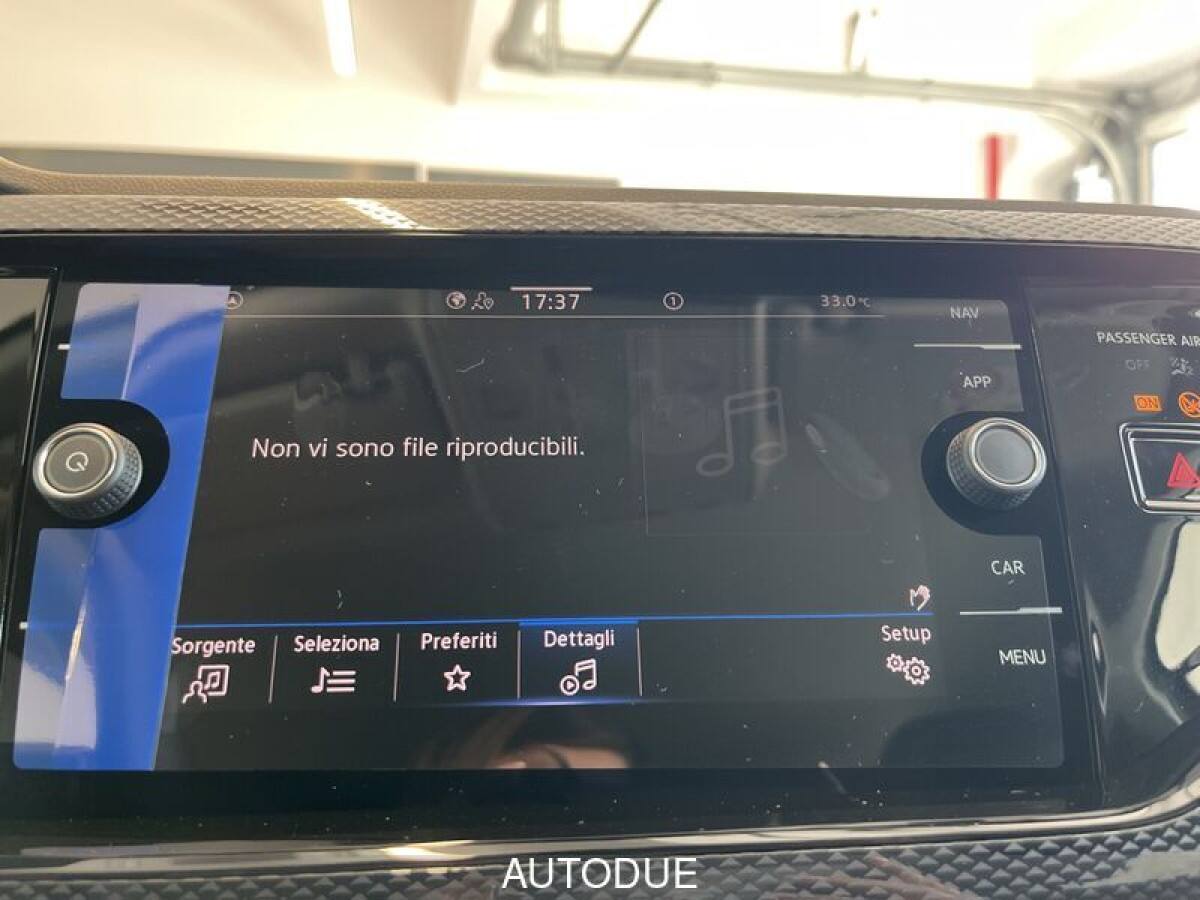 17:37
1
33.0°C
NAV
PASSENGER AIR
OFF
APP
ON
Non vi sono file riproducibili.
CAR
Sorgente
Seleziona
Preferiti
Dettagli
Setup
MENU
AUTODUE